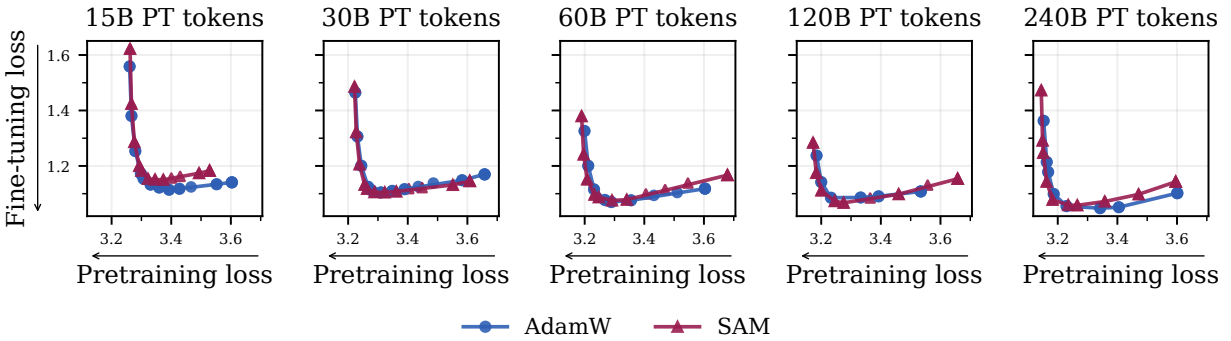 15B PT tokens
30B PT tokens
60B PT tokens
120B PT tokens
240B PT tokens
Fine-tuning loss
1.6
1.4
1.2
3.2 3.4 3.6
3.2 3.4 3.6
3.2 3.4 3.6
3.2 3.4 3.6
3.2 3.4 3.6
Pretraining loss
Pretraining loss
Pretraining loss
Pretraining loss
Pretraining loss
AdamW
SAM